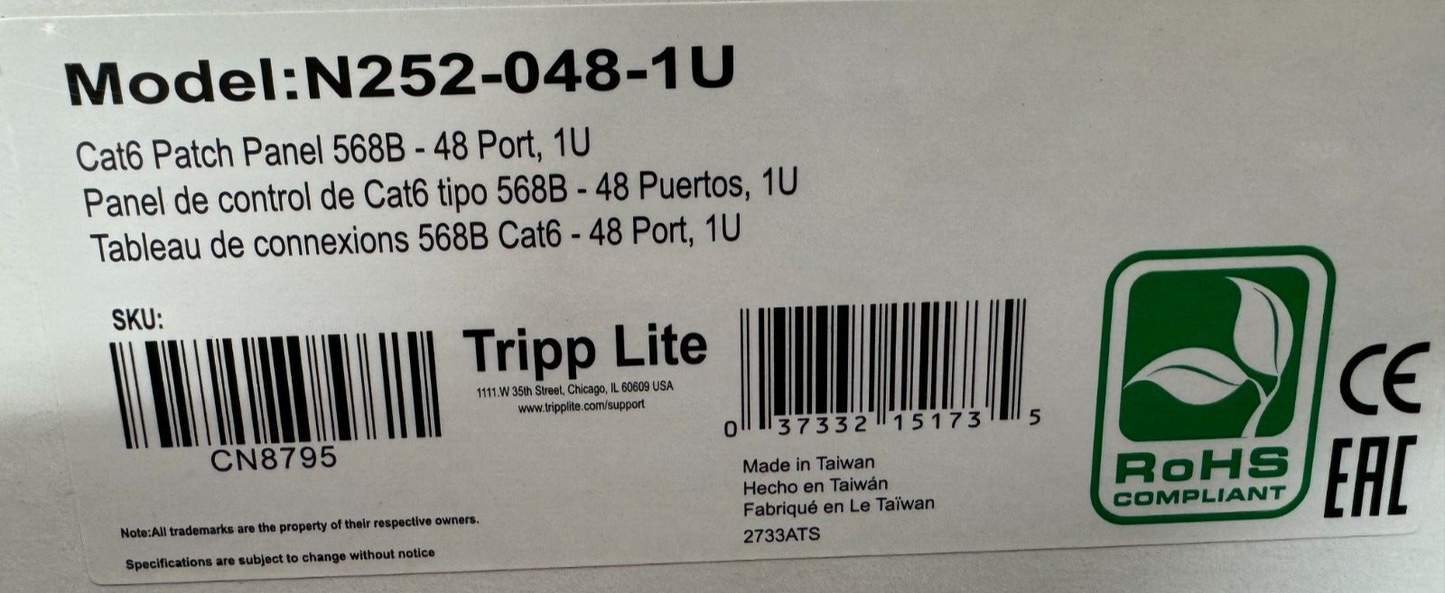 Model:N252-048-1U
Cat6 Patch Panel 568B - 48 Port, 1U
Panel de control de Cat6 tipo 568B - 48 Puertos, 1U
Tableau de connexions 568B Cat6 - 48 Port, 1U
SKU:
CN8795
Tripp Lite
1111.W 35th Street, Chicago, IL 60609 USA
www.tripplite.com/support
0 37332 15173 5
Made in Taiwan
Hecho en Taiwán
Fabriqué en Le Taïwan
2733ATS
RoHS
COMPLIANT
CE
EAC
Note:All trademarks are the property of their respective owners.
Specifications are subject to change without notice